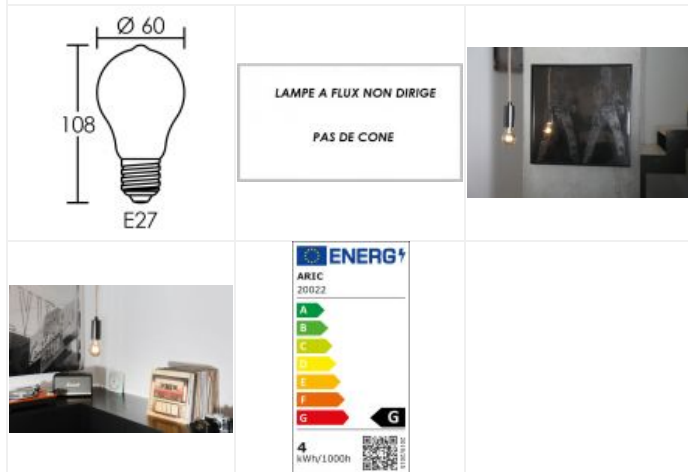 Ø 60
108
E27
LAMPE A FLUX NON DIRIGE
PAS DE CONE
ENERG
ARIC
20022
A
B
C
D
E
F
G
G
4
kWh/1000h